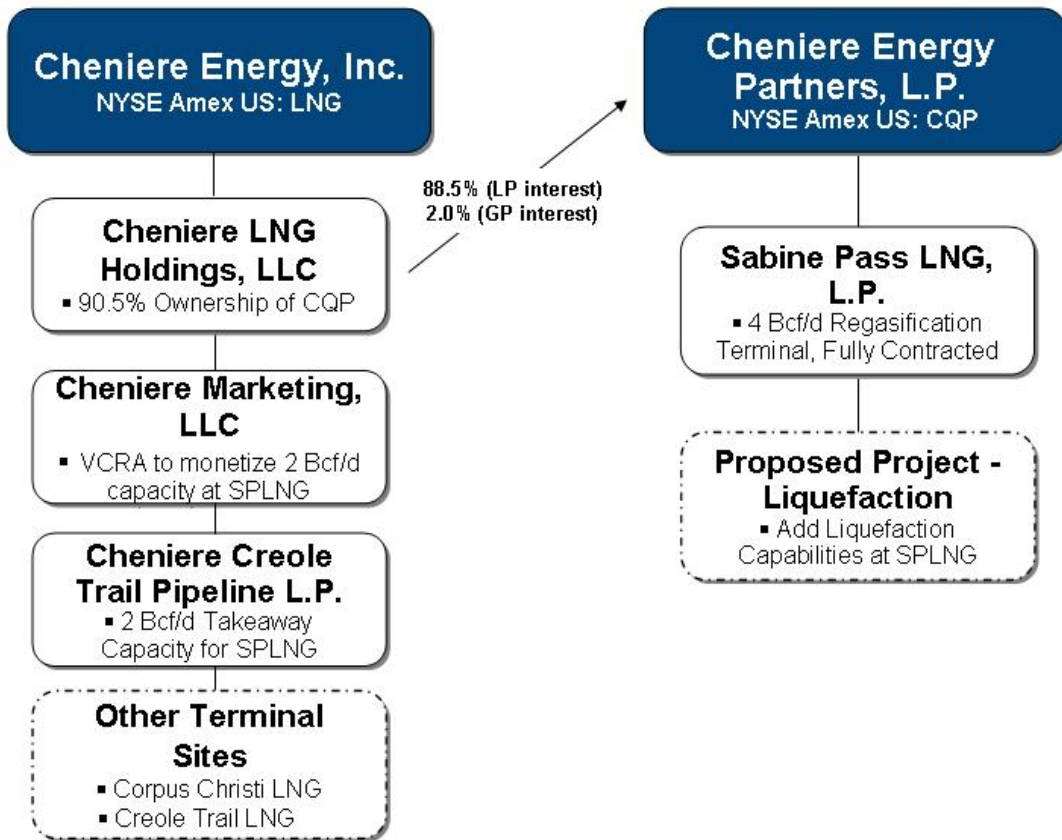 Cheniere Energy, Inc.
NYSE Amex US: LNG
Cheniere LNG
Holdings, LLC
▪ 90.5% Ownership of CQP
Cheniere Marketing,
LLC
▪ VCRA to monetize 2 Bcf/d
capacity at SPLNG
Cheniere Creole
Trail Pipeline L.P.
▪ 2 Bcf/d Takeaway
Capacity for SPLNG
Other Terminal
Sites
▪ Corpus Christi LNG
▪ Creole Trail LNG
88.5% (LP interest)
2.0% (GP interest)
Cheniere Energy
Partners, L.P.
NYSE Amex US: CQP
Sabine Pass LNG,
L.P.
▪ 4 Bcf/d Regasification
Terminal, Fully Contracted
Proposed Project -
Liquefaction
▪ Add Liquefaction
Capabilities at SPLNG